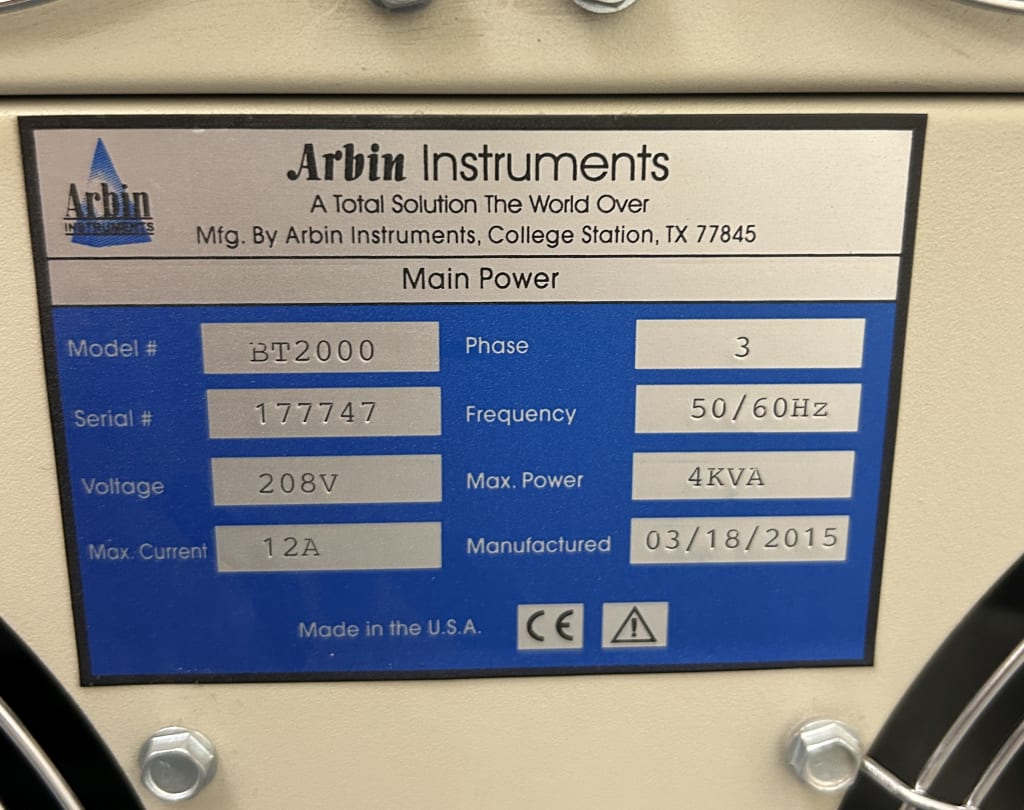 Arbin Instruments
Arbin
INSTRUMENTS
A Total Solution The World Over
Mfg. By Arbin Instruments, College Station, TX 77845
Main Power
Model # BT2000 Phase 3
Serial # 177747 Frequency 50/60Hz
Voltage 208V Max. Power 4KVA
Max. Current 12A Manufactured 03/18/2015
Made in the U.S.A. CE